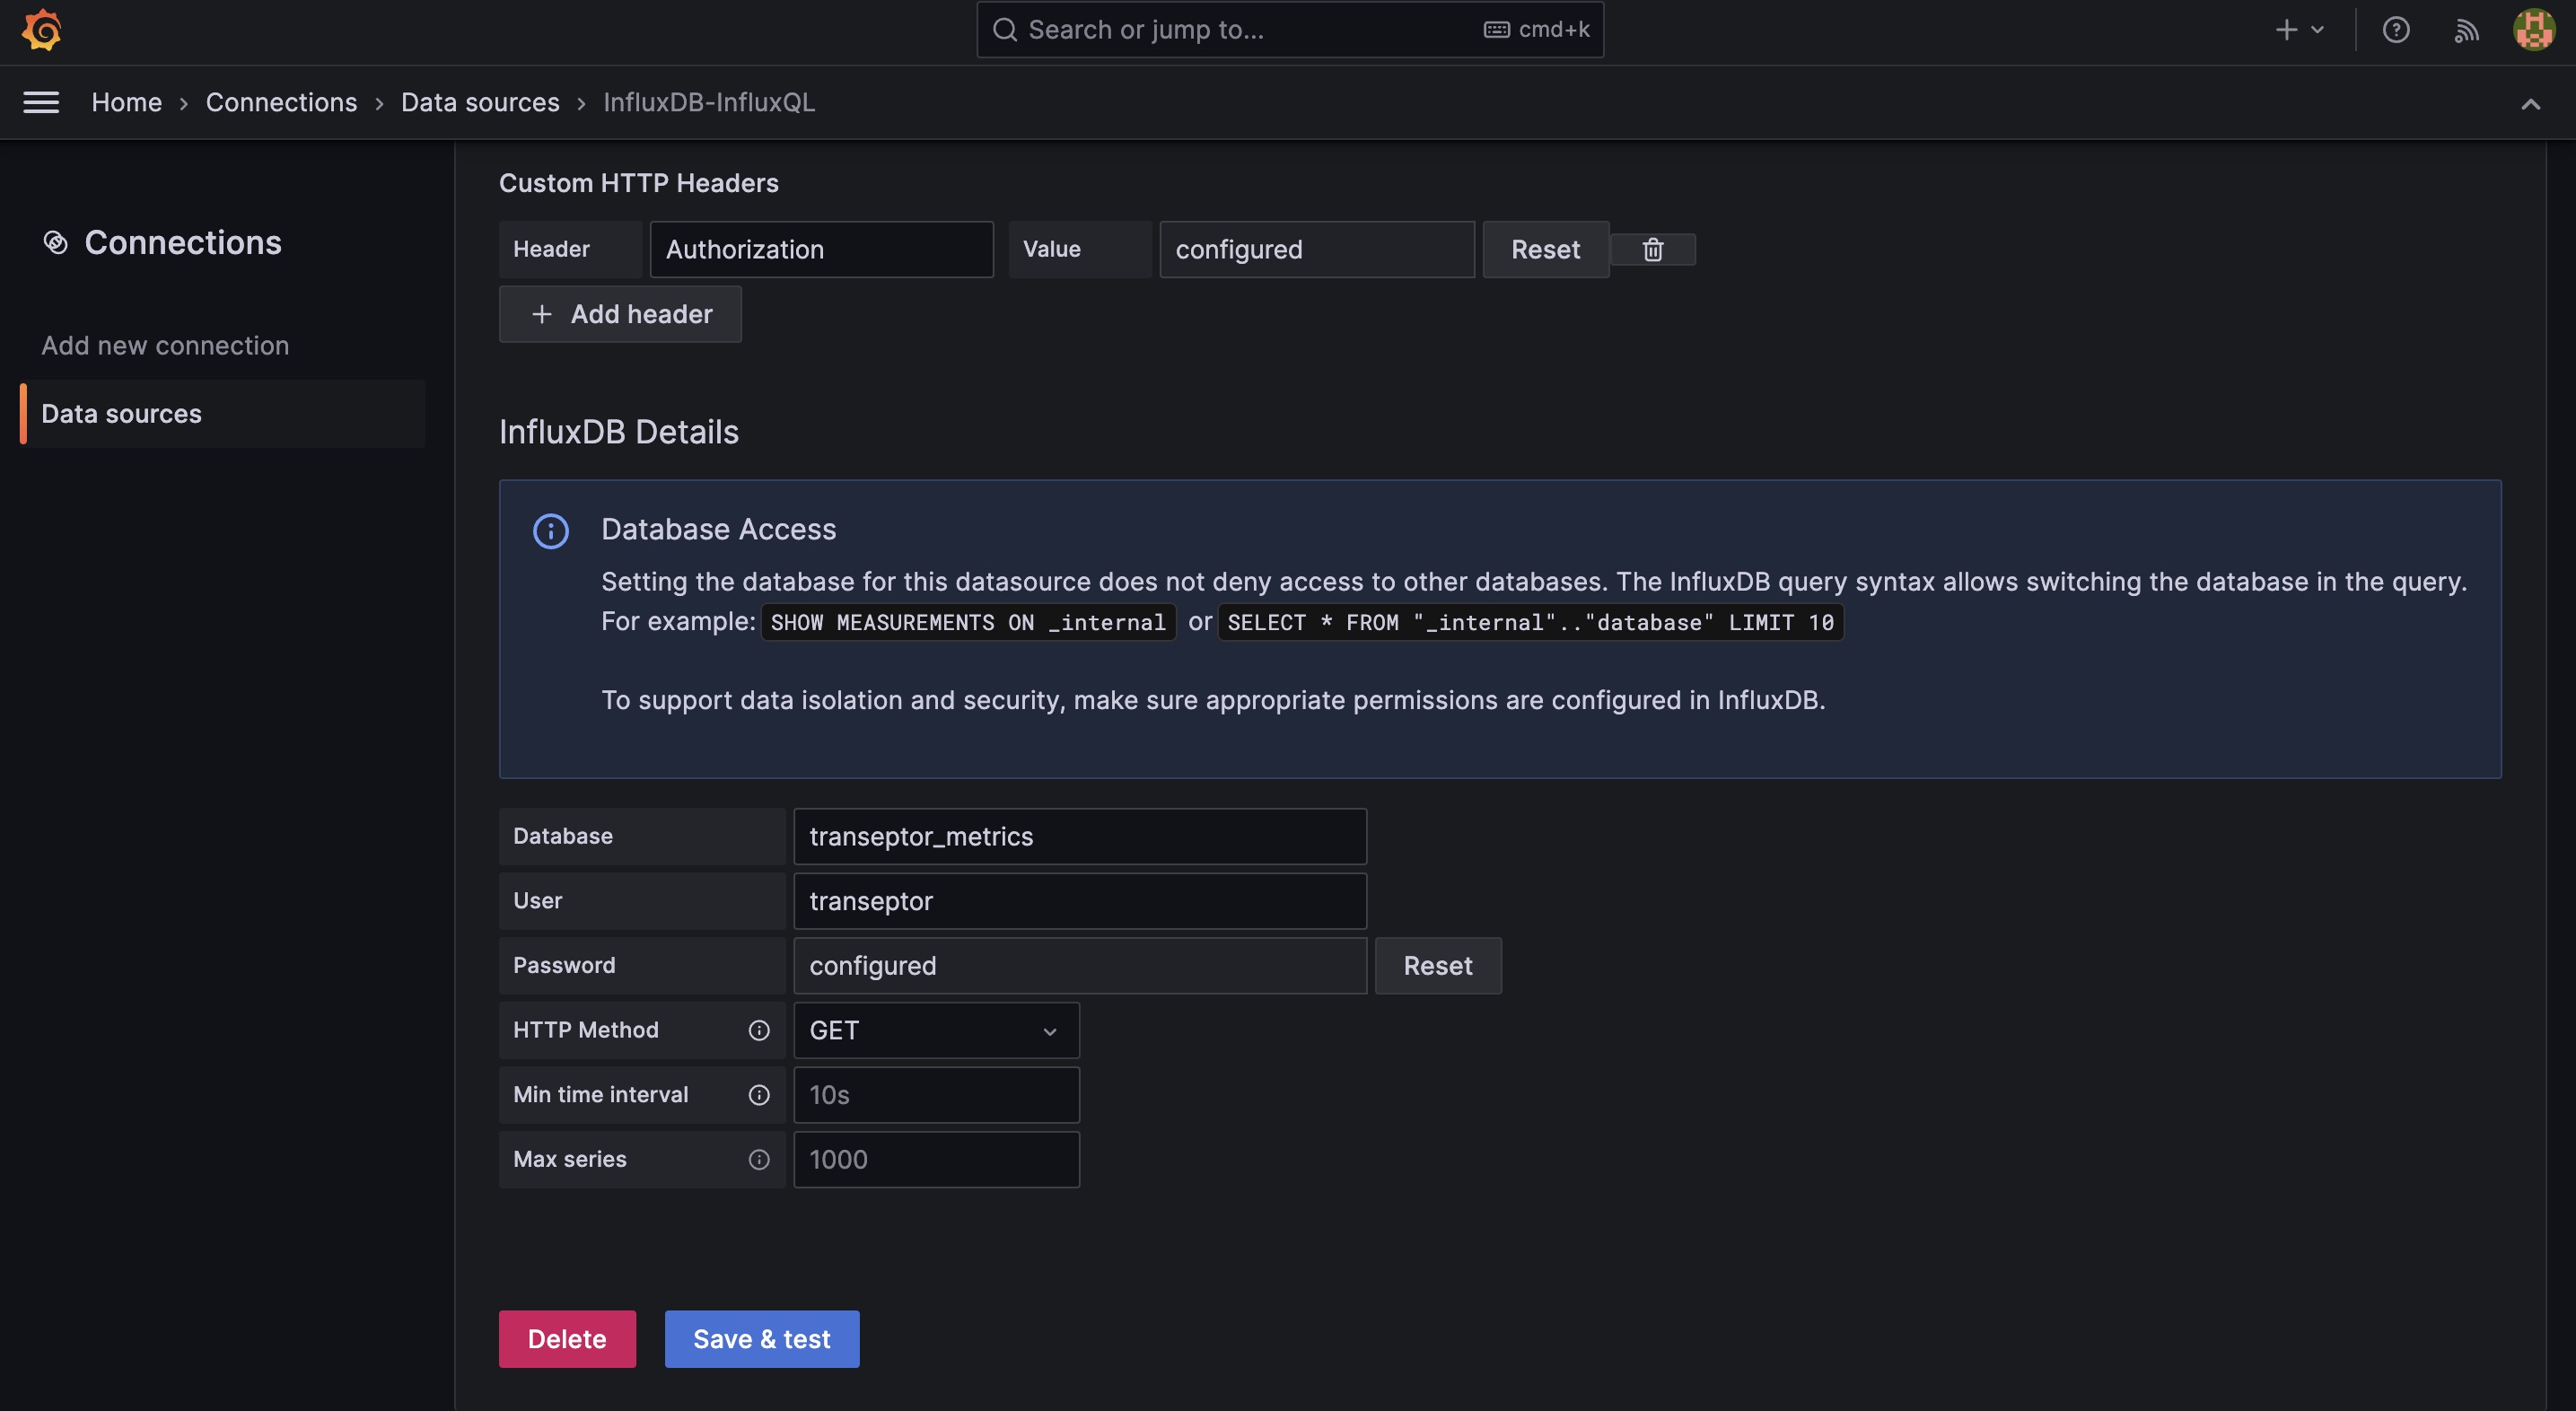 Search or jump to...
cmd+k
Home › Connections › Data sources › InfluxDB-InfluxQL
Connections
Add new connection
Data sources
Custom HTTP Headers
Header Authorization Value configured Reset
+ Add header
InfluxDB Details
Database Access
Setting the database for this datasource does not deny access to other databases. The InfluxDB query syntax allows switching the database in the query.
For example: SHOW MEASUREMENTS ON _internal or SELECT * FROM "_internal".."database" LIMIT 10
To support data isolation and security, make sure appropriate permissions are configured in InfluxDB.
Database transeptor_metrics
User transeptor
Password configured Reset
HTTP Method GET
Min time interval 10s
Max series 1000
Delete Save & test